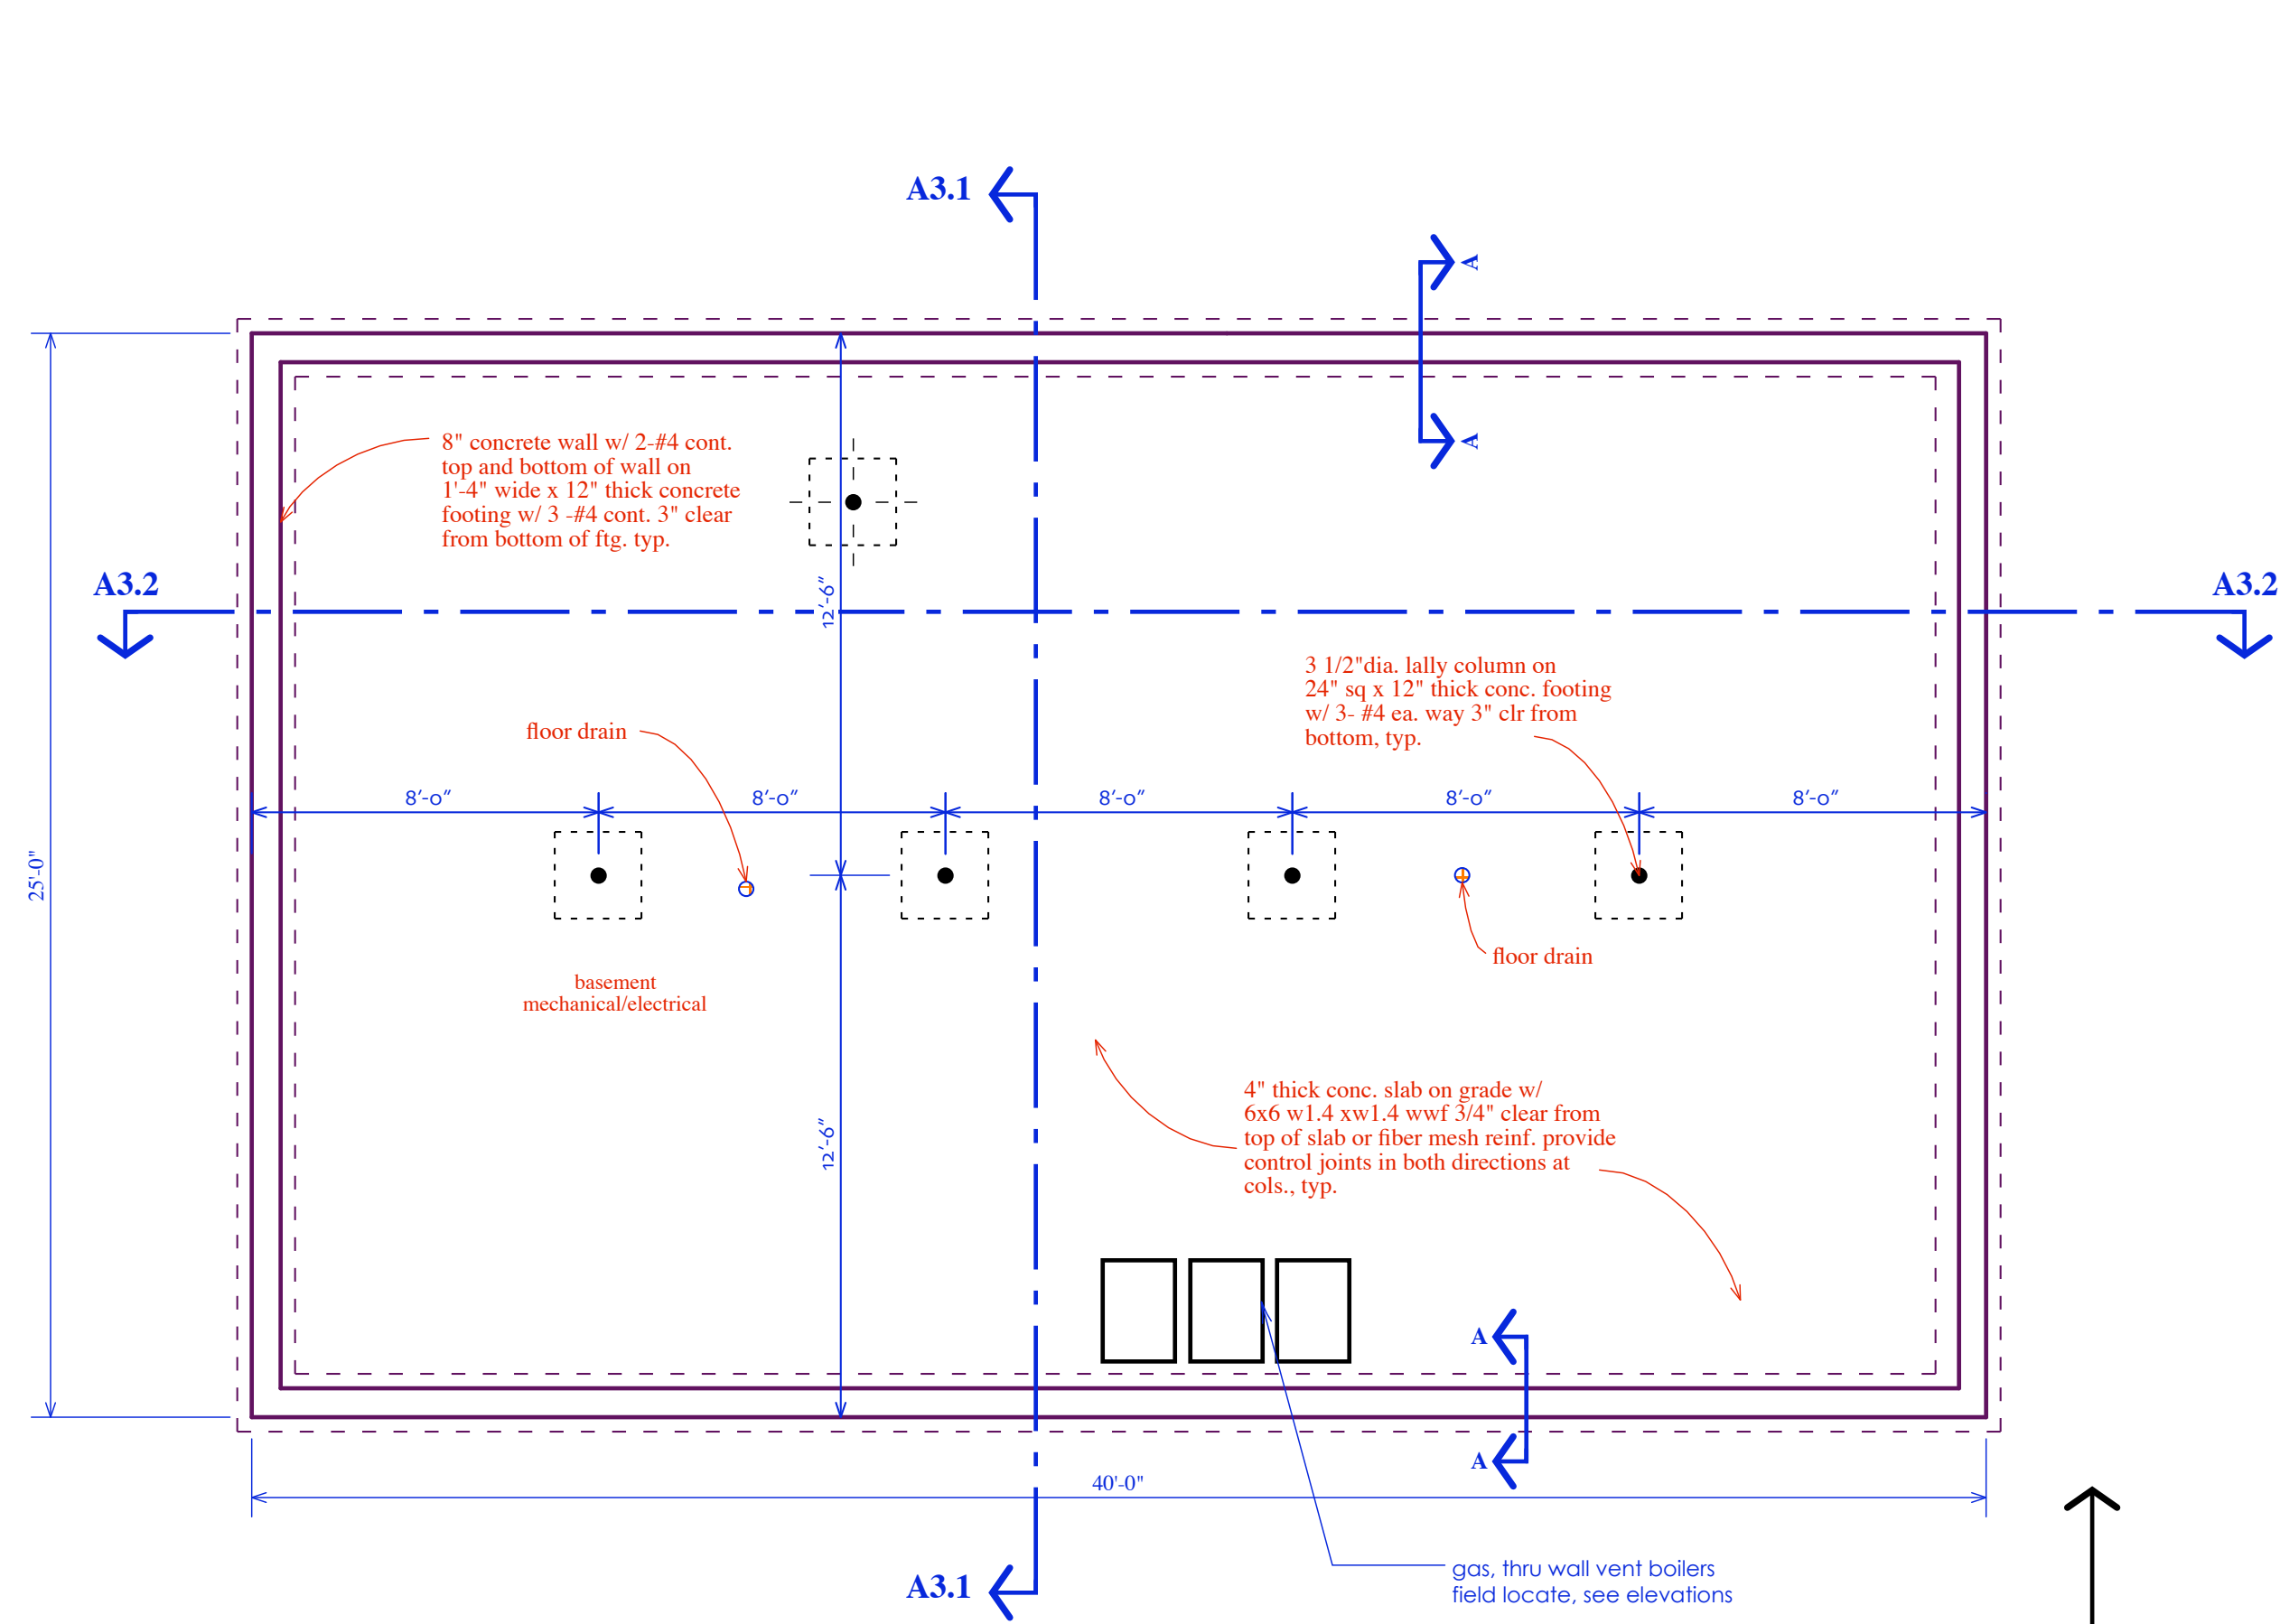 A3.1
A
A
8" concrete wall w/ 2-#4 cont.
top and bottom of wall on
1'-4" wide x 12" thick concrete
footing w/ 3 -#4 cont. 3" clear
from bottom of ftg. typ.
A3.2
A3.2
12'-6"
3 1/2"dia. lally column on
24" sq x 12" thick conc. footing
w/ 3- #4 ea. way 3" clr from
bottom, typ.
floor drain
8'-0"
8'-0"
8'-0"
8'-0"
8'-0"
25'-0"
floor drain
basement
mechanical/electrical
12'-6"
4" thick conc. slab on grade w/
6x6 w1.4 xw1.4 wwf 3/4" clear from
top of slab or fiber mesh reinf. provide
control joints in both directions at
cols., typ.
A
A
40'-0"
gas, thru wall vent boilers
field locate, see elevations
A3.1